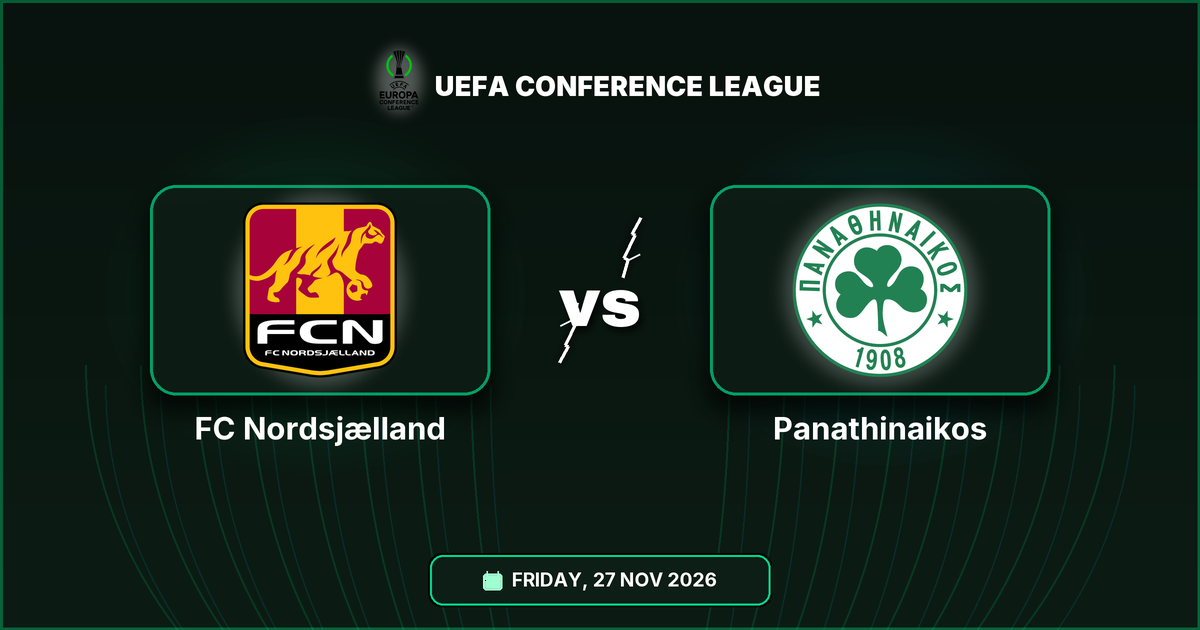 UEFA
EUROPA
CONFERENCE
LEAGUE
UEFA CONFERENCE LEAGUE
FCN
FC NORDSJÆLLAND
vs
ΠΑΝΑΘΗΝΑΙΚΟΣ
1908
FC Nordsjælland
Panathinaikos
FRIDAY, 27 NOV 2026